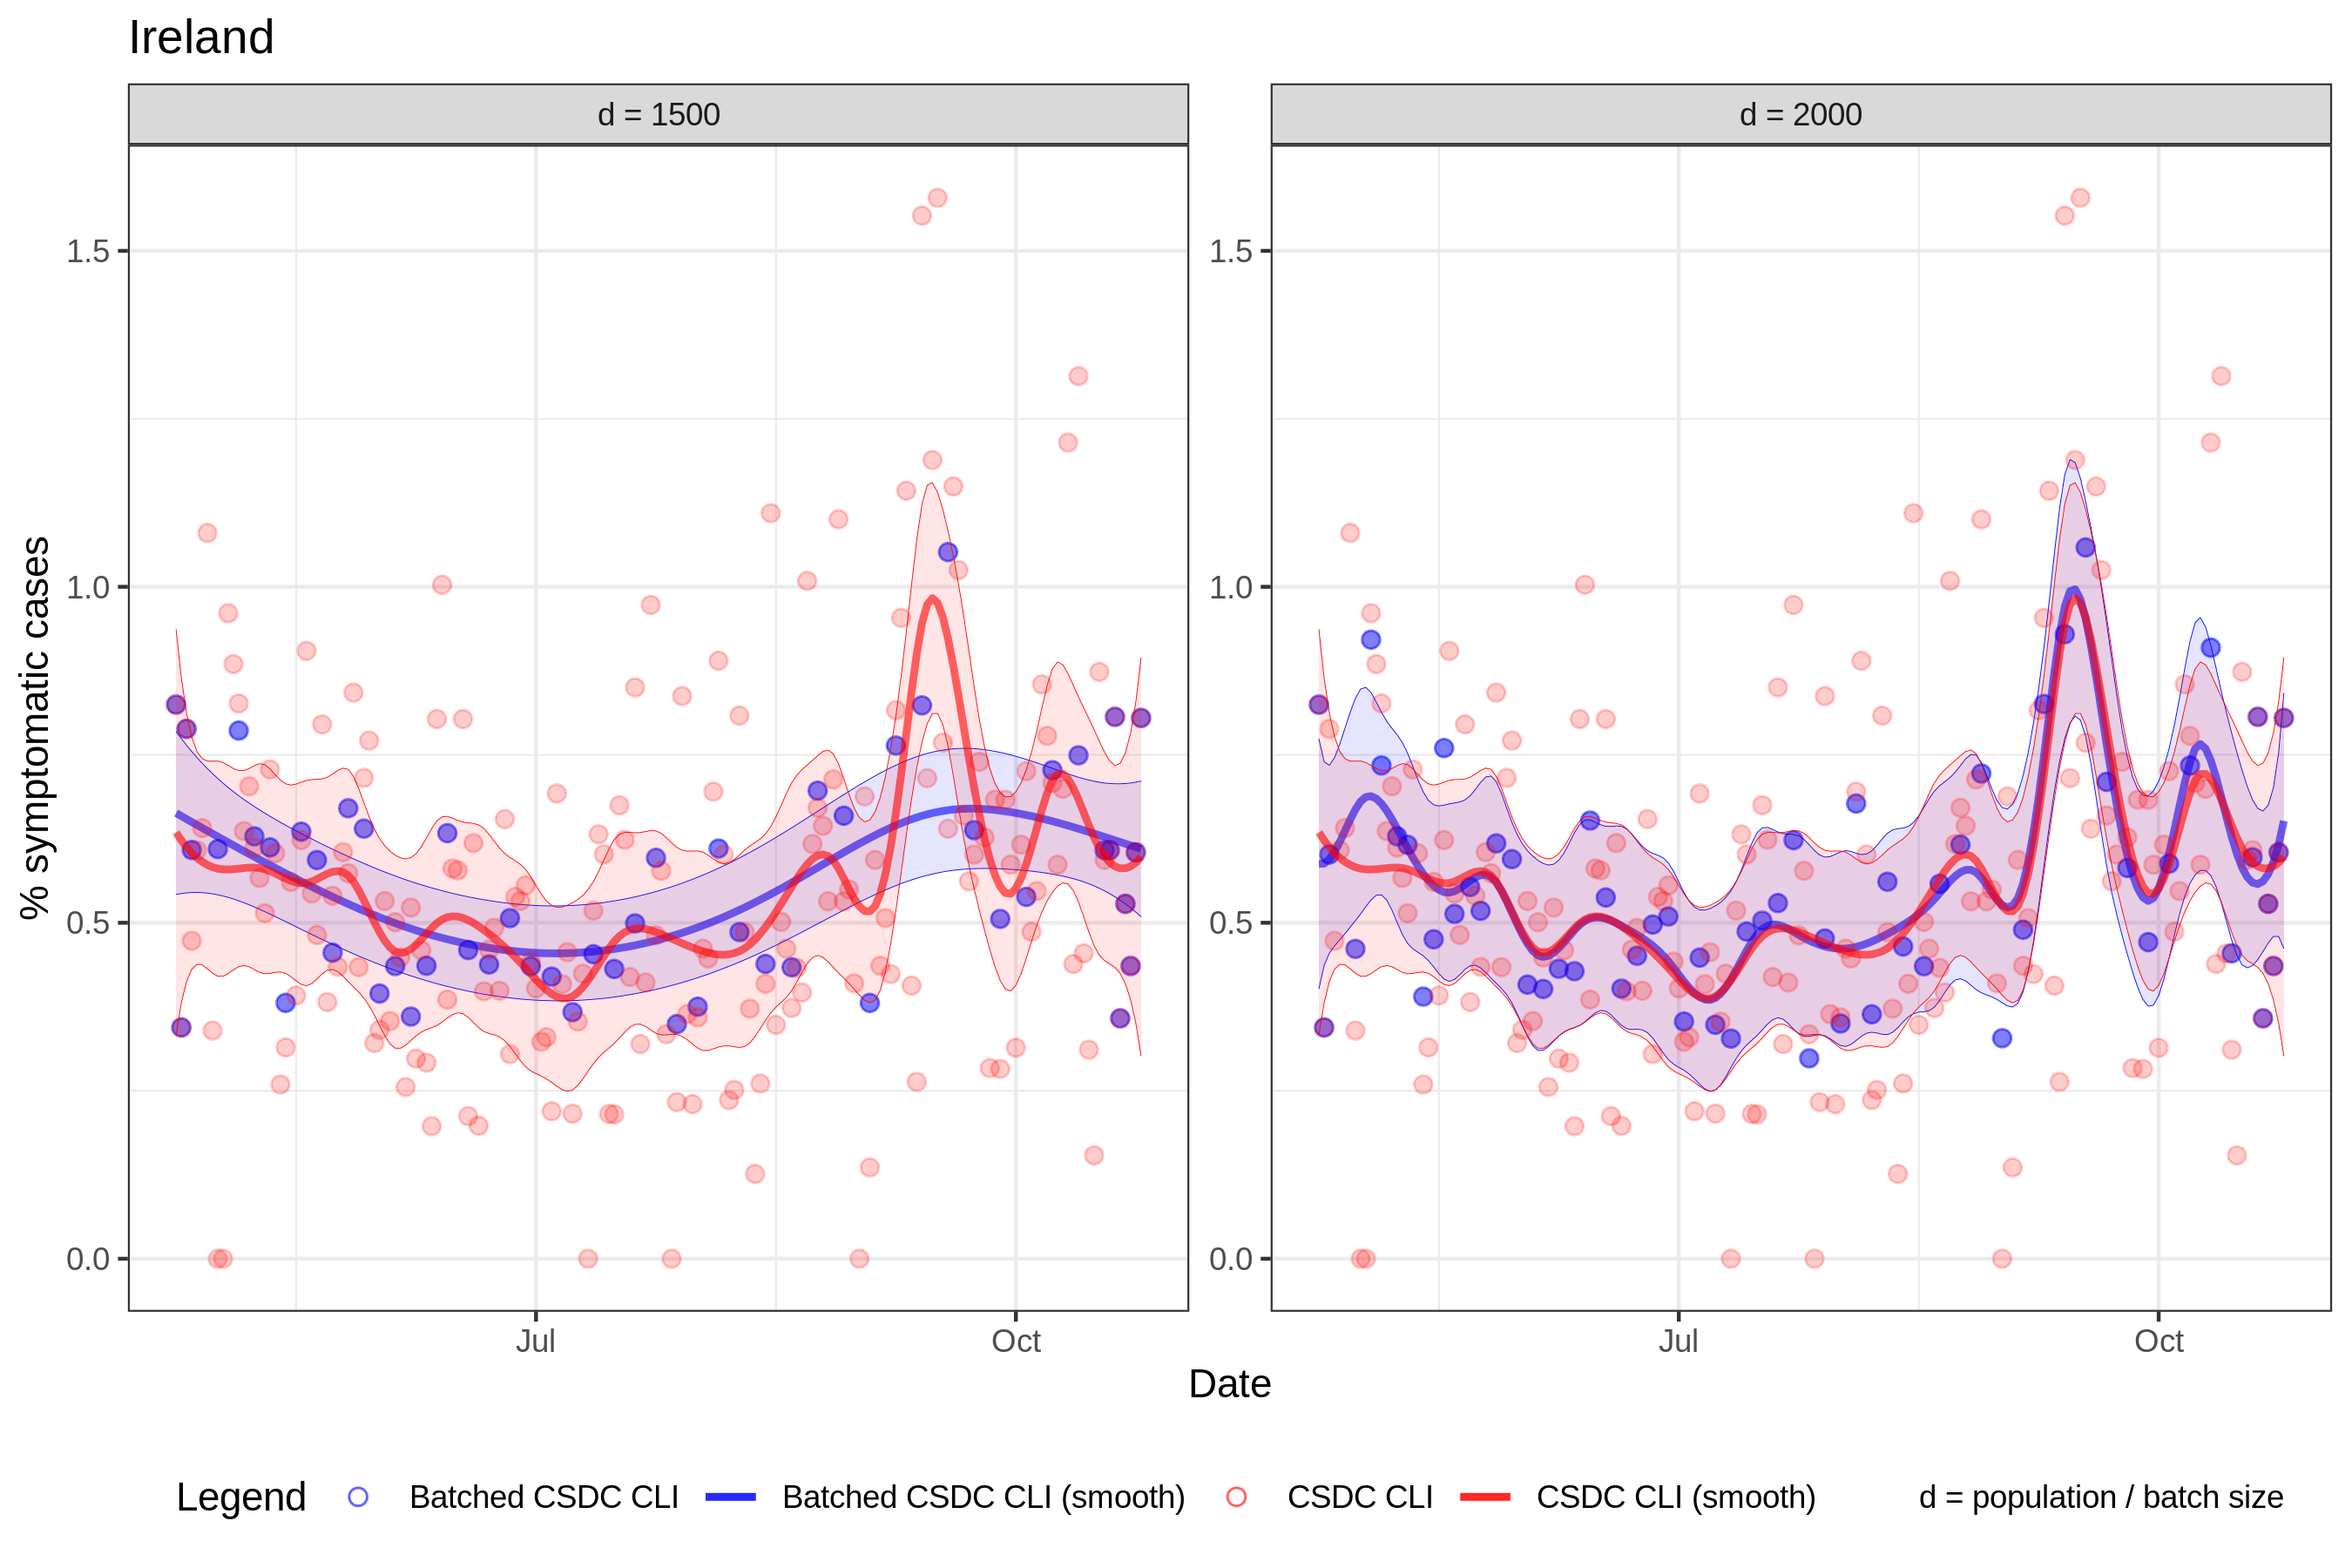 Ireland
d = 1500
d = 2000
% symptomatic cases
1.5
1.0
0.5
0.0
1.5
1.0
0.5
0.0
Jul
Oct
Jul
Oct
Date
Legend
Batched CSDC CLI
Batched CSDC CLI (smooth)
CSDC CLI
CSDC CLI (smooth)
d = population / batch size